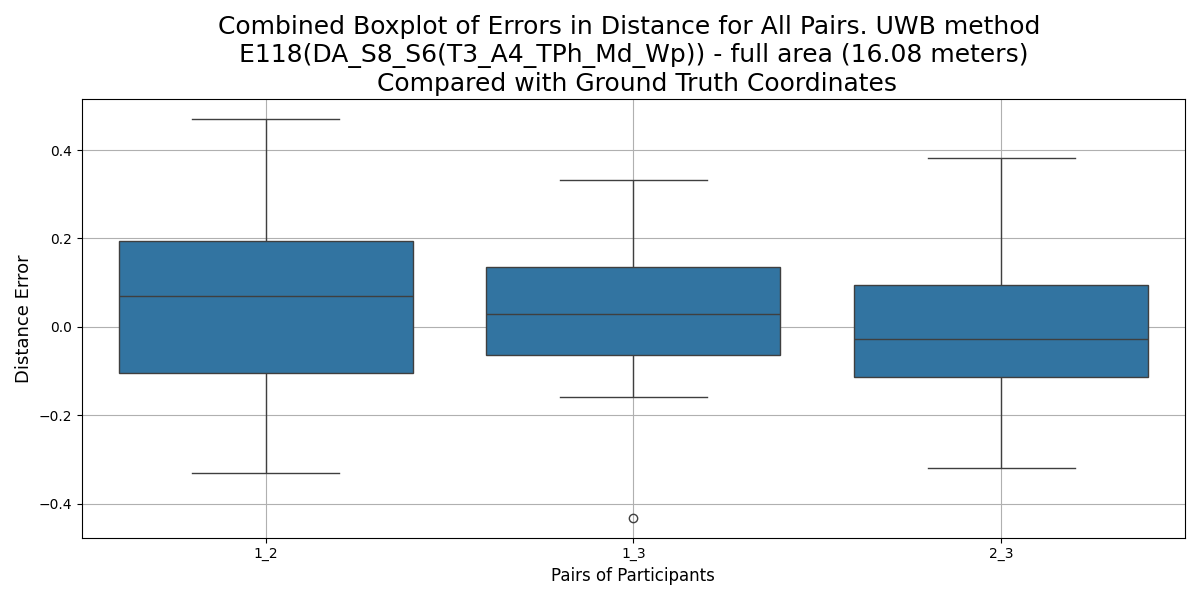 Combined Boxplot of Errors in Distance for All Pairs. UWB method
E118(DA_S8_S6(T3_A4_TPh_Md_Wp)) - full area (16.08 meters)
Compared with Ground Truth Coordinates
Distance Error
0.4
0.2
0.0
−0.2
−0.4
1_2
1_3
2_3
Pairs of Participants